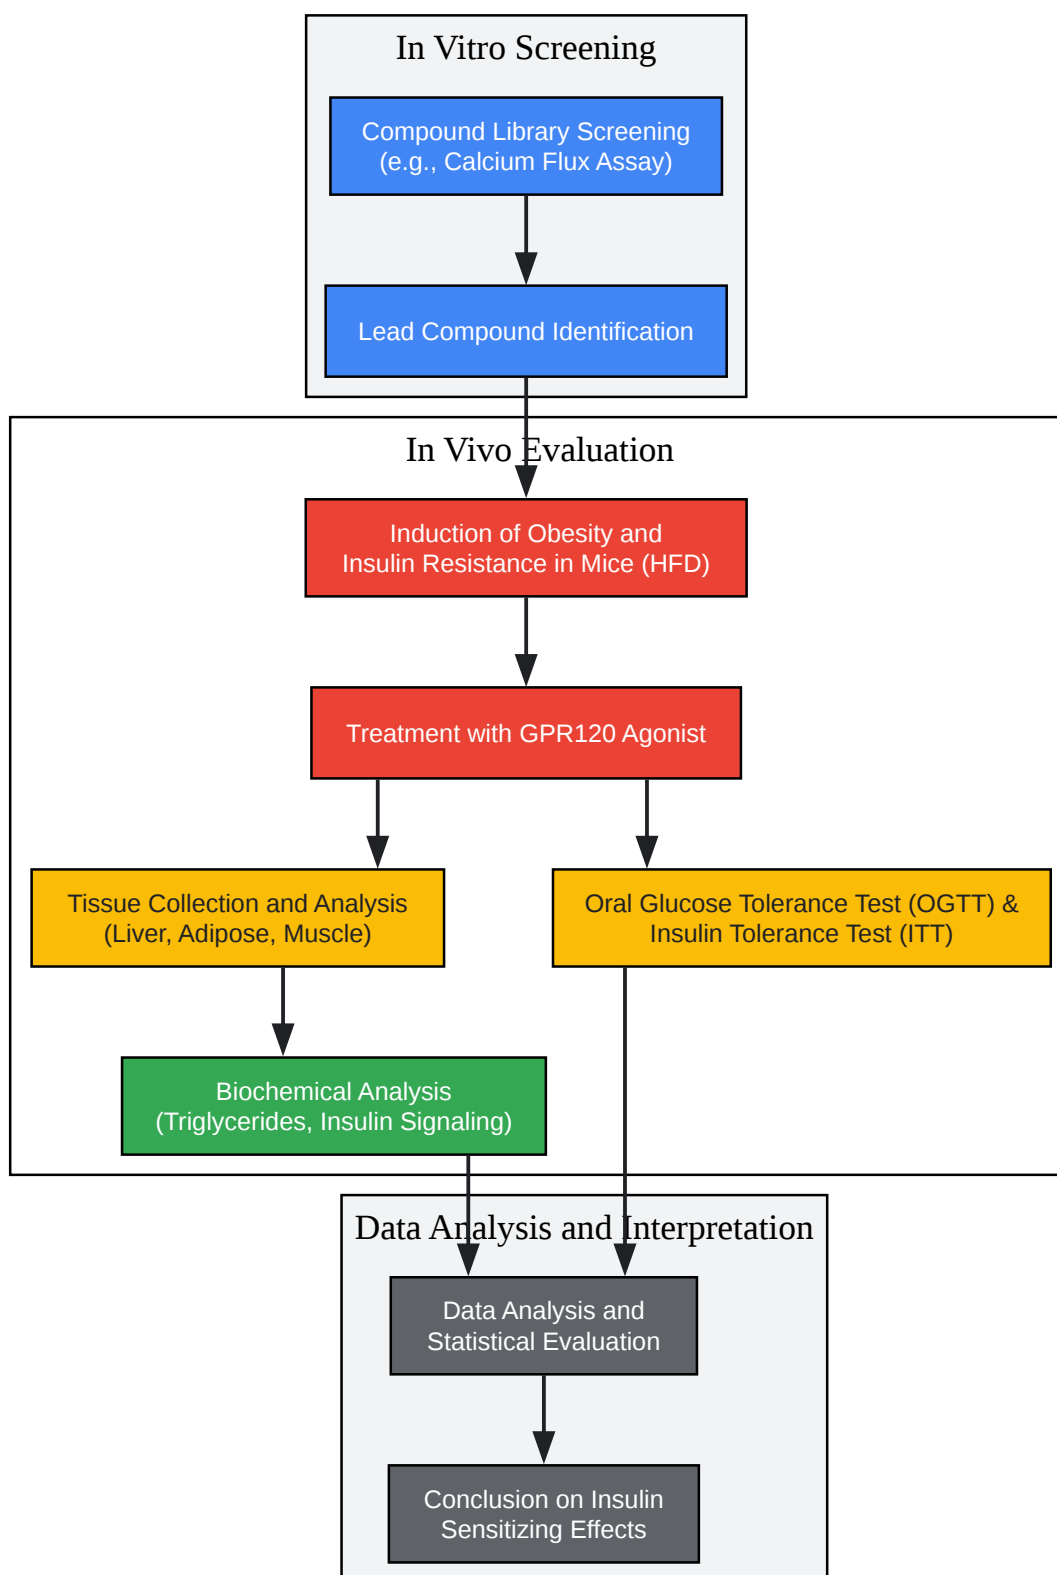 In Vitro Screening
Compound Library Screening
(e.g., Calcium Flux Assay)
Lead Compound Identification
In Vivo Evaluation
Induction of Obesity and
Insulin Resistance in Mice (HFD)
Treatment with GPR120 Agonist
Tissue Collection and Analysis
(Liver, Adipose, Muscle)
Oral Glucose Tolerance Test (OGTT) &
Insulin Tolerance Test (ITT)
Biochemical Analysis
(Triglycerides, Insulin Signaling)
Data Analysis and Interpretation
Data Analysis and
Statistical Evaluation
Conclusion on Insulin
Sensitizing Effects